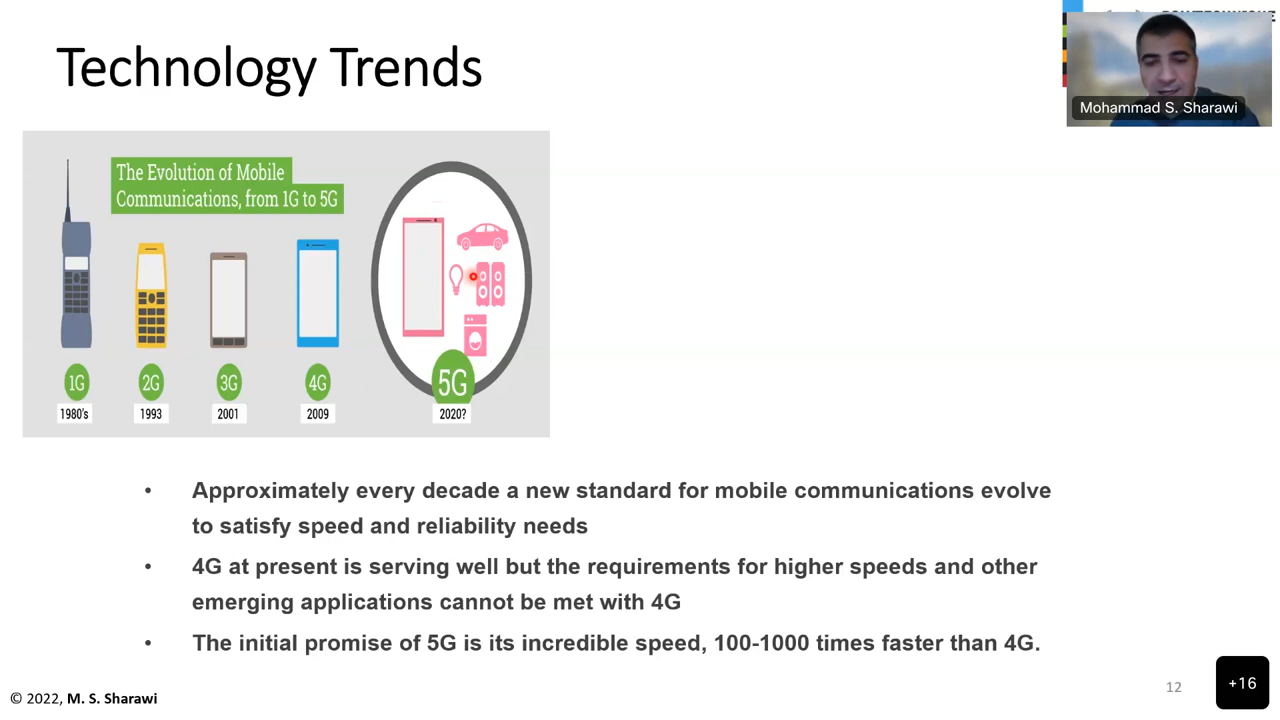 Technology Trends
Mohammad S. Sharawi
The Evolution of Mobile
Communications, from 1G to 5G
1G
2G
3G
4G
5G
1980's
1993
2001
2009
2020?
• Approximately every decade a new standard for mobile communications evolve
to satisfy speed and reliability needs
• 4G at present is serving well but the requirements for higher speeds and other
emerging applications cannot be met with 4G
• The initial promise of 5G is its incredible speed, 100-1000 times faster than 4G.
© 2022, M. S. Sharawi
12
+16